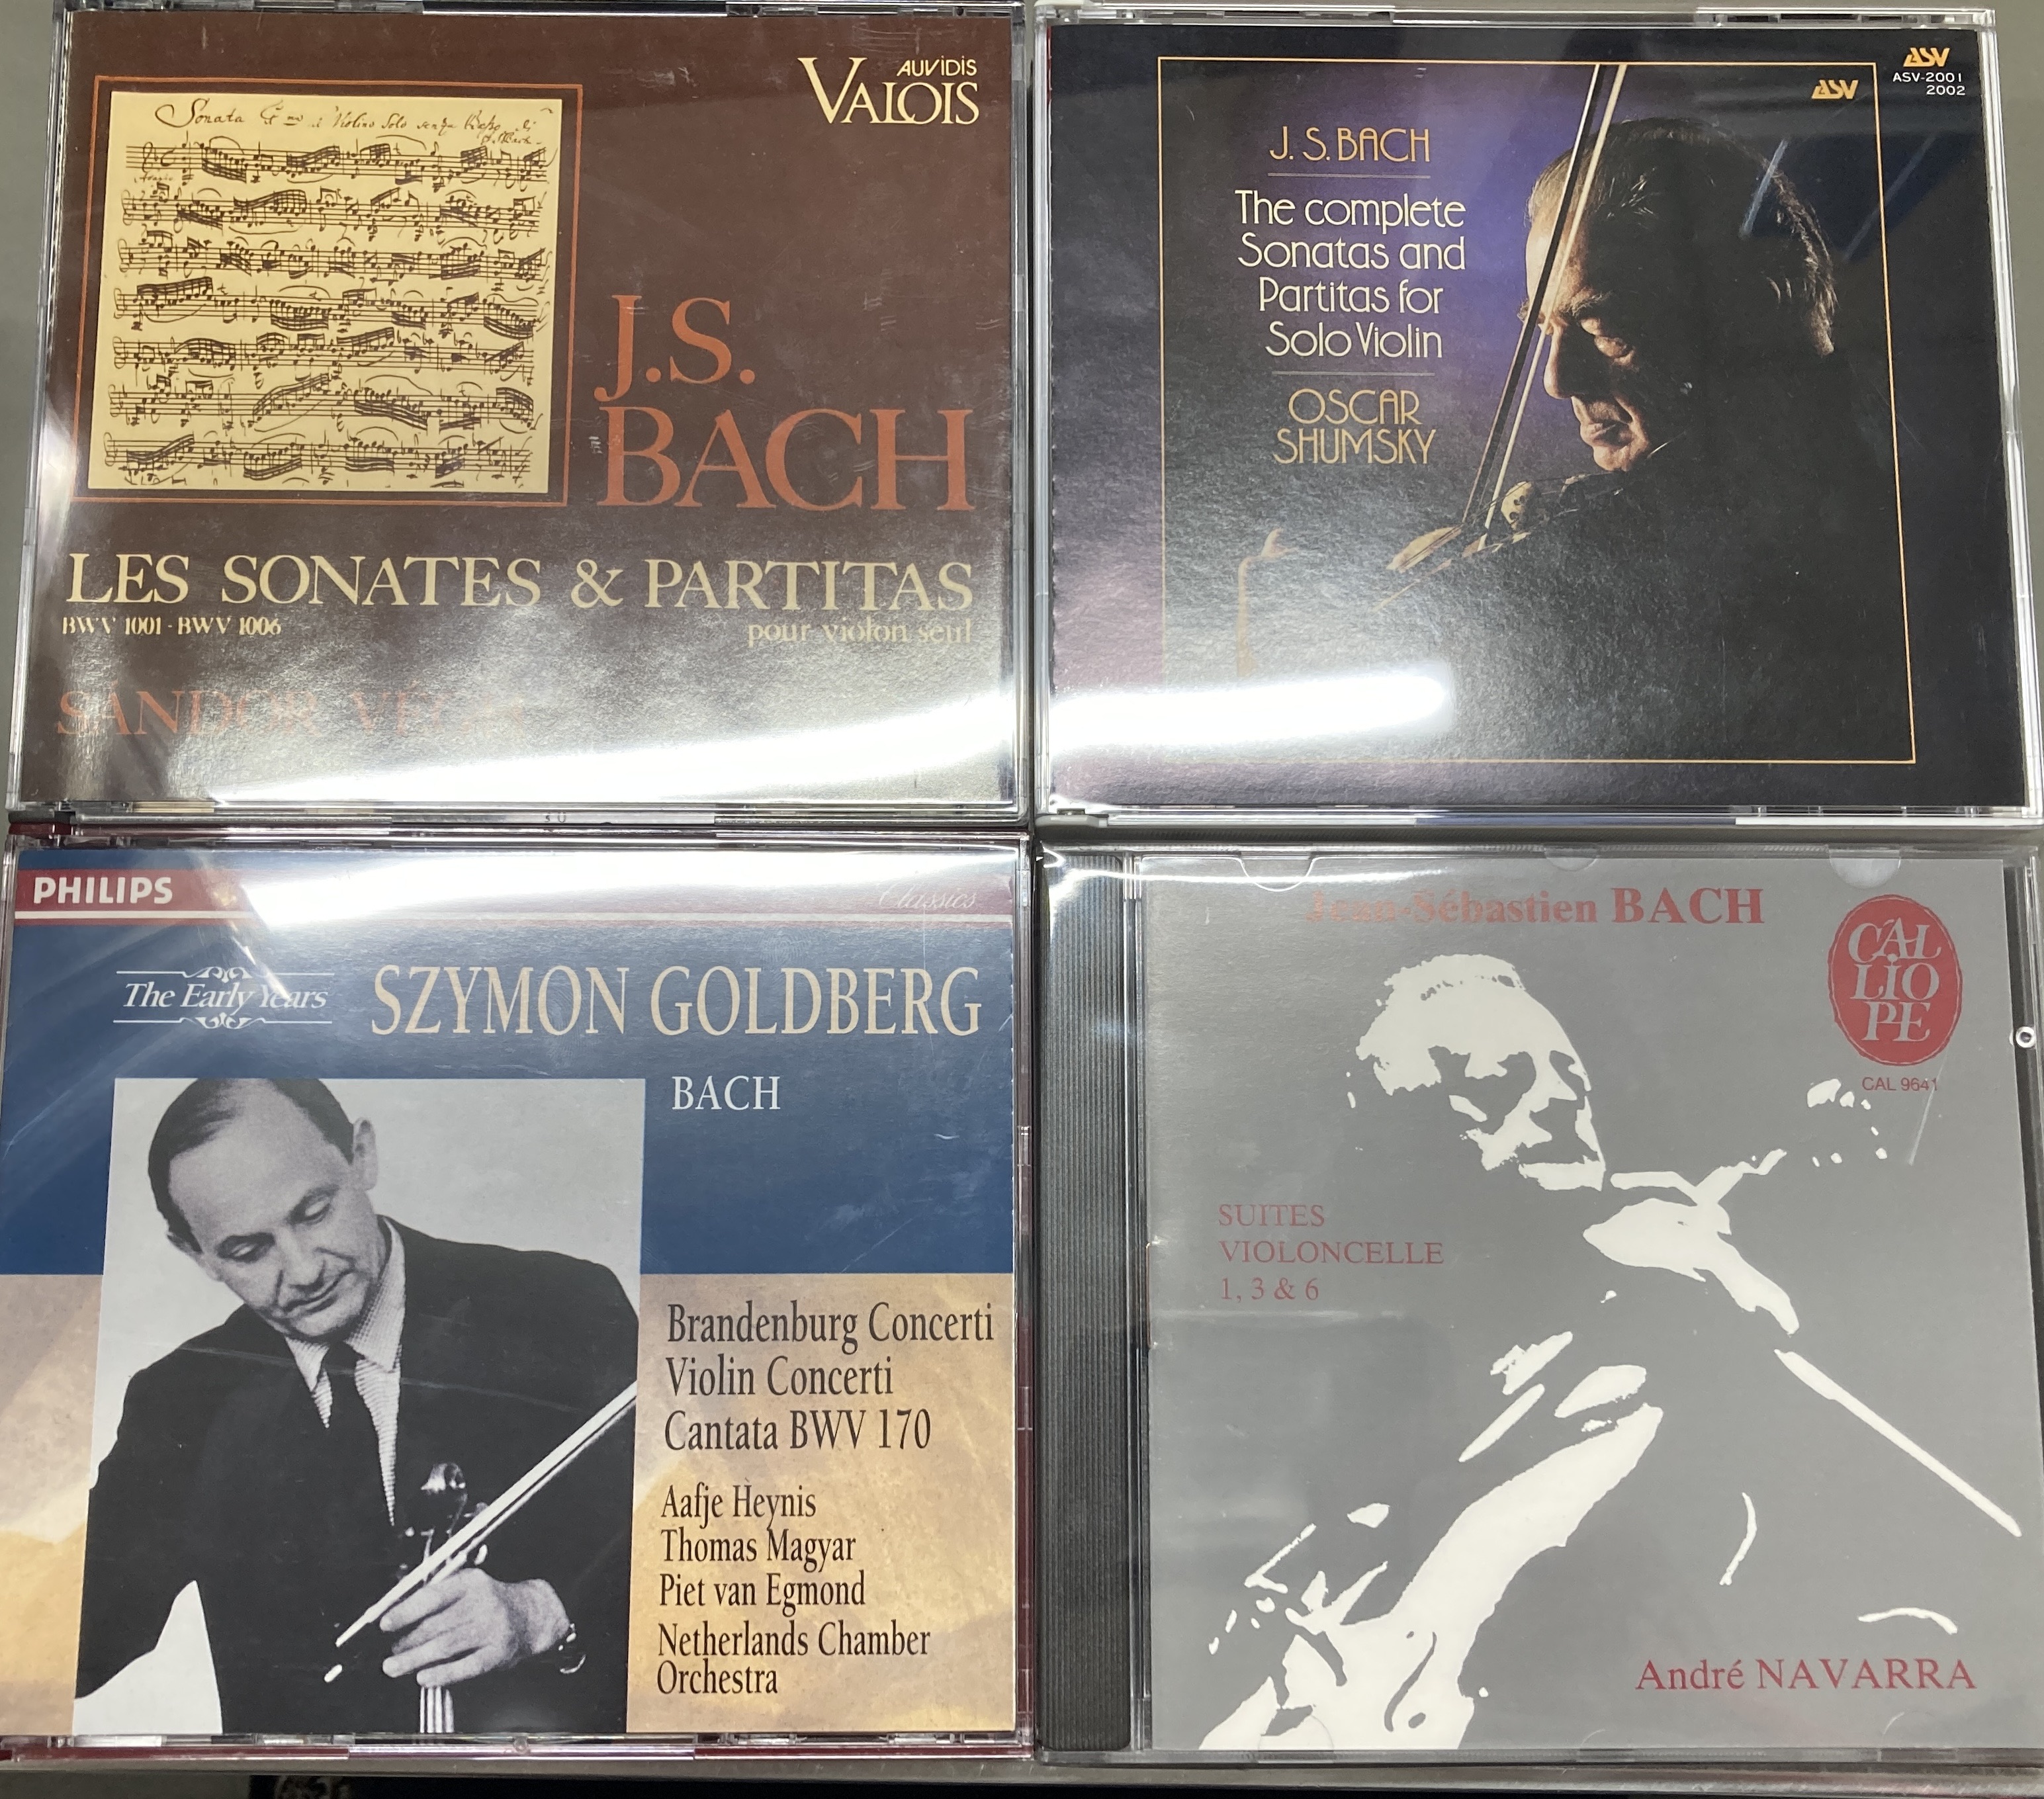 AUVIDIS
VALOIS
J.S.
BACH
LES SONATES & PARTITAS
BWV 1001 - BWV 1006
pour violon seul
SÁNDOR VÉGH
ASV
ASV-2001
2002
ASV
J. S. BACH
The complete
Sonatas and
Partitas for
Solo Violin
OSCAR
SHUMSKY
PHILIPS
Classics
The Early Years
SZYMON GOLDBERG
BACH
Brandenburg Concerti
Violin Concerti
Cantata BWV 170
Aafje Heynis
Thomas Magyar
Piet van Egmond
Netherlands Chamber
Orchestra
Jean-Sébastien BACH
CAL
LIO
PE
CAL 9641
SUITES
VIOLONCELLE
1, 3 & 6
André NAVARRA